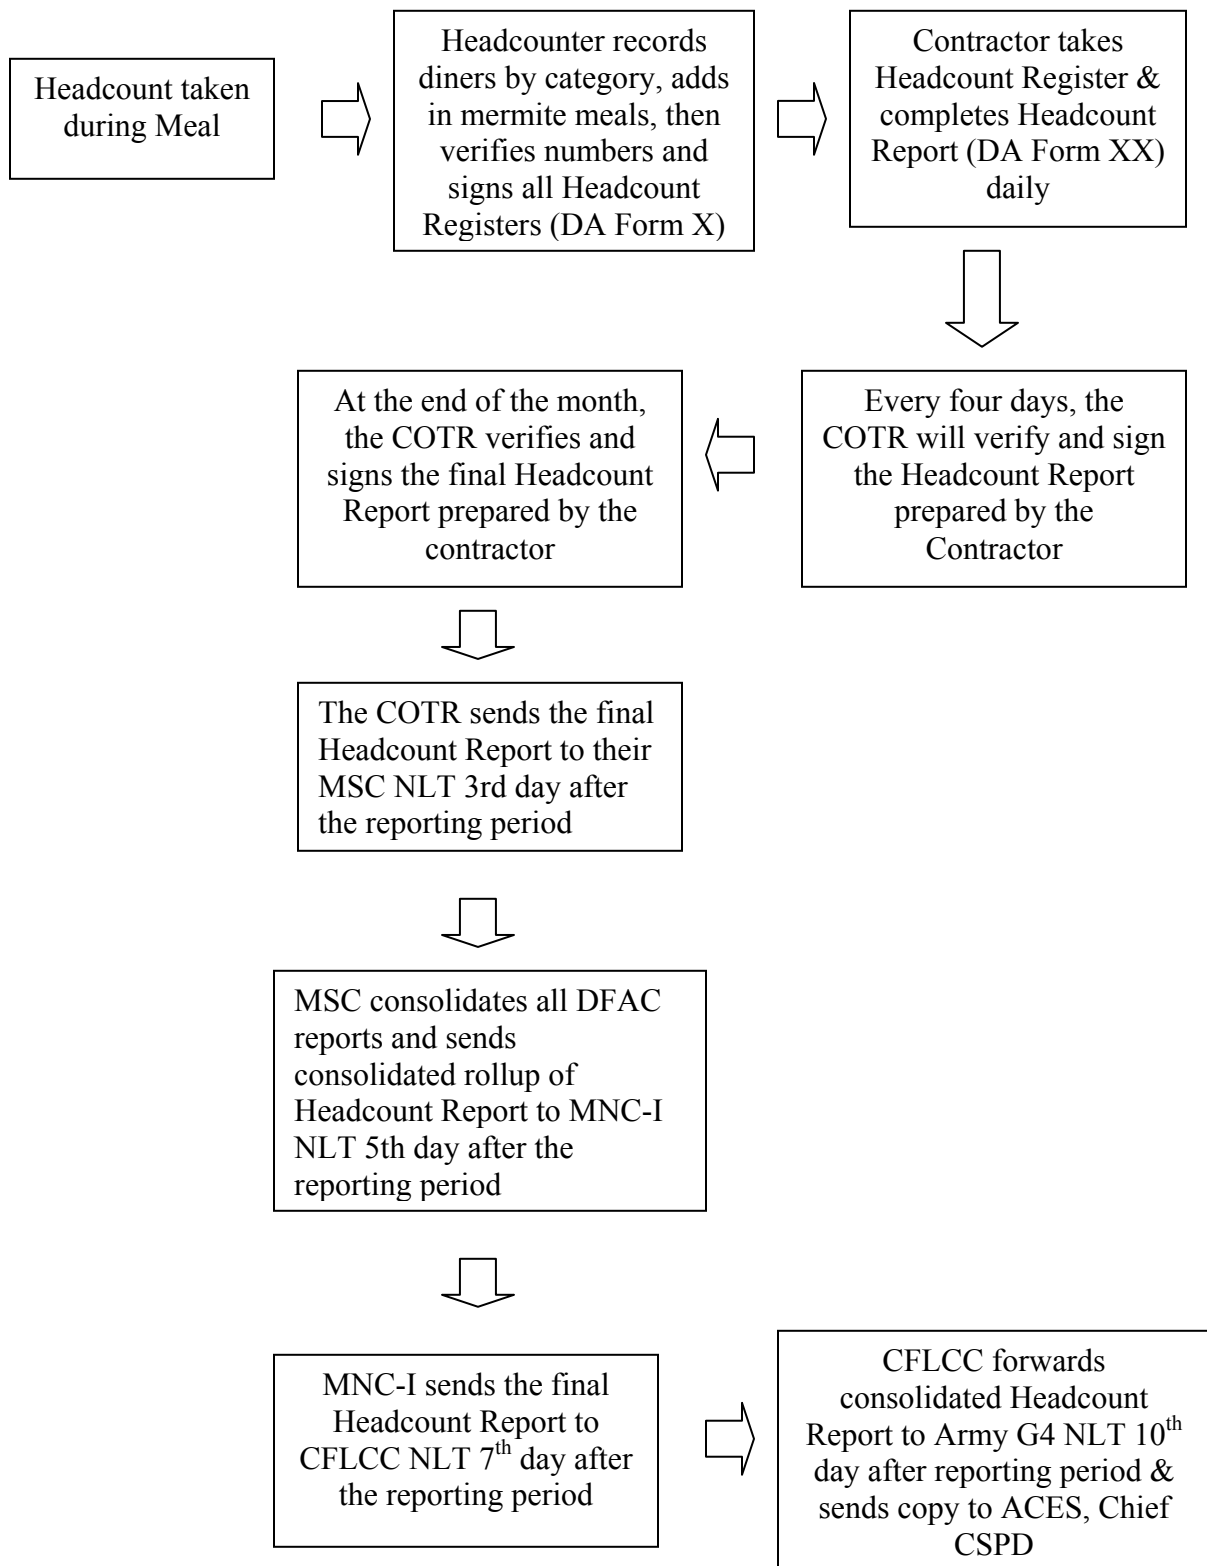 Headcount taken
during Meal
Headcounter records
diners by category, adds
in mermite meals, then
verifies numbers and
signs all Headcount
Registers (DA Form X)
Contractor takes
Headcount Register &
completes Headcount
Report (DA Form XX)
daily
Every four days, the
COTR will verify and sign
the Headcount Report
prepared by the
Contractor
At the end of the month,
the COTR verifies and
signs the final Headcount
Report prepared by the
contractor
The COTR sends the final
Headcount Report to their
MSC NLT 3rd day after
the reporting period
MSC consolidates all DFAC
reports and sends
consolidated rollup of
Headcount Report to MNC-I
NLT 5th day after the
reporting period
MNC-I sends the final
Headcount Report to
CFLCC NLT 7th day after
the reporting period
CFLCC forwards
consolidated Headcount
Report to Army G4 NLT 10th
day after reporting period &
sends copy to ACES, Chief
CSPD